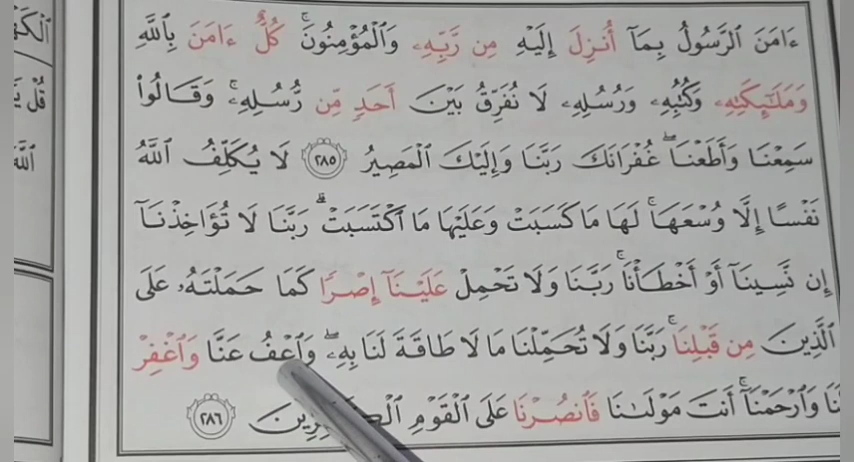 ءَامَنَ ٱلرَّسُولُ بِمَآ أُنزِلَ إِلَيْهِ مِن رَّبِّهِۦ وَٱلْمُؤْمِنُونَ ۚ كُلٌّ ءَامَنَ بِٱللَّهِ
وَمَلَٰٓئِكَتِهِۦ وَكُتُبِهِۦ وَرُسُلِهِۦ لَا نُفَرِّقُ بَيْنَ أَحَدٍ مِّن رُّسُلِهِۦ ۚ وَقَالُوا۟
سَمِعْنَا وَأَطَعْنَا ۖ غُفْرَانَكَ رَبَّنَا وَإِلَيْكَ ٱلْمَصِيرُ ٢٨٥ لَا يُكَلِّفُ ٱللَّهُ
نَفْسًا إِلَّا وُسْعَهَا ۚ لَهَا مَا كَسَبَتْ وَعَلَيْهَا مَا ٱكْتَسَبَتْ ۗ رَبَّنَا لَا تُؤَاخِذْنَآ
إِن نَّسِينَآ أَوْ أَخْطَأْنَا ۚ رَبَّنَا وَلَا تَحْمِلْ عَلَيْنَآ إِصْرًا كَمَا حَمَلْتَهُۥ عَلَى
ٱلَّذِينَ مِن قَبْلِنَا ۚ رَبَّنَا وَلَا تُحَمِّلْنَا مَا لَا طَاقَةَ لَنَا بِهِۦ ۖ وَٱعْفُ عَنَّا وَٱغْفِرْ
وَٱرْحَمْنَآ ۚ أَنتَ مَوْلَىٰنَا فَٱنصُرْنَا عَلَى ٱلْقَوْمِ ٢٨٦